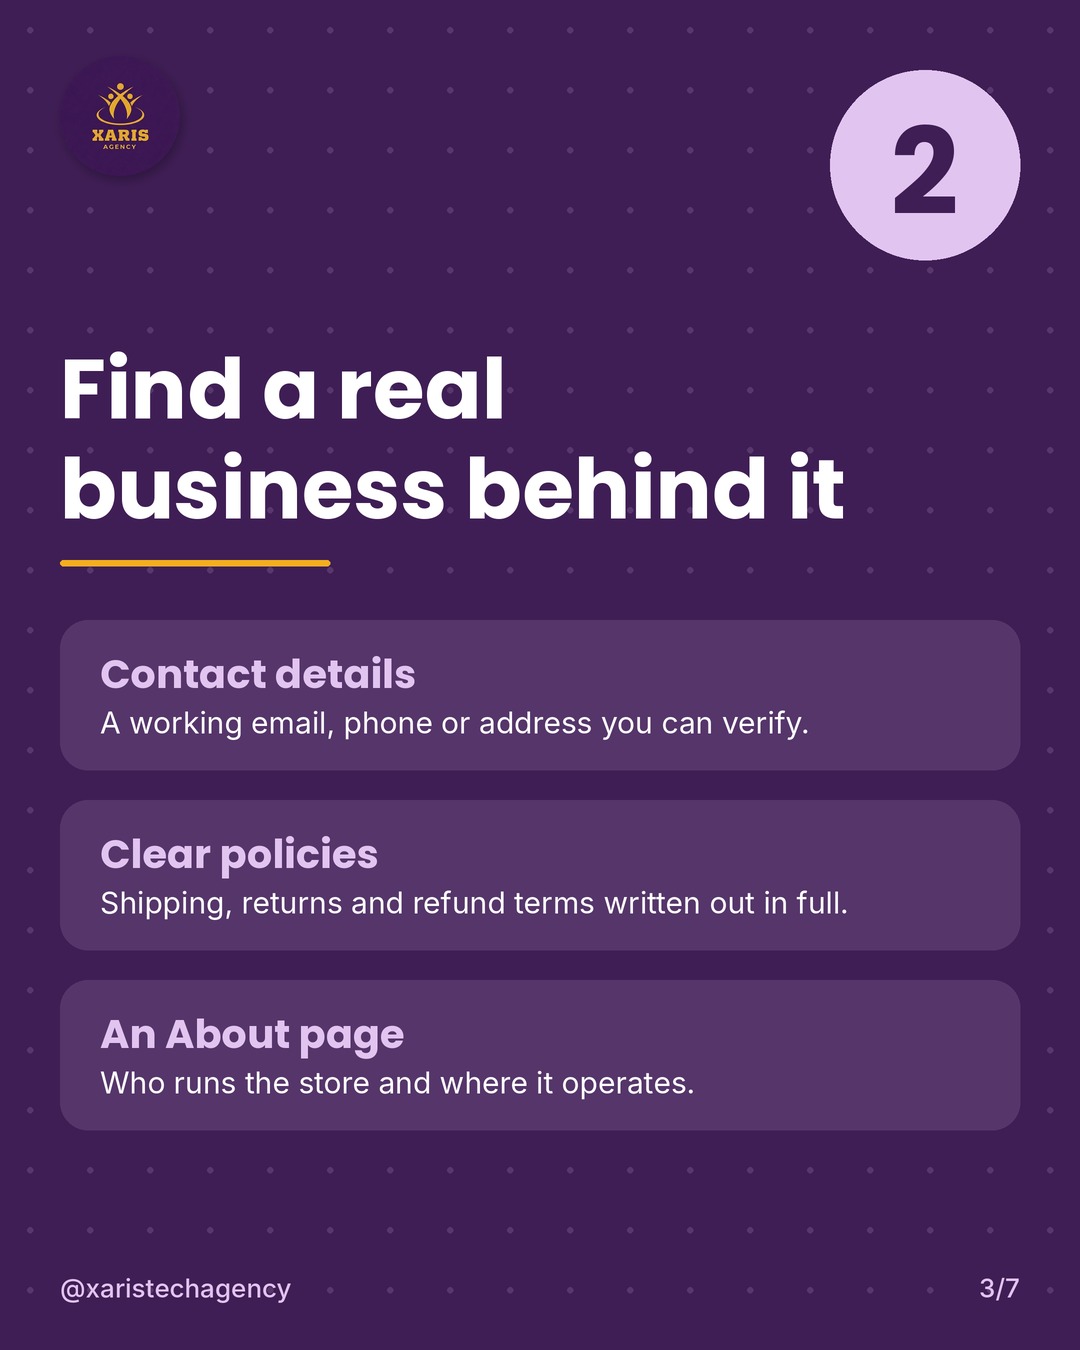 XARIS
AGENCY
2
Find a real
business behind it
Contact details
A working email, phone or address you can verify.
Clear policies
Shipping, returns and refund terms written out in full.
An About page
Who runs the store and where it operates.
@xaristechagency
3/7